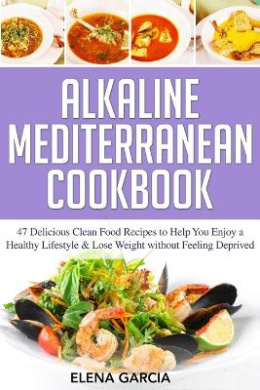 ALKALINE
MEDITERRANEAN
COOKBOOK
47 Delicious Clean Food Recipes to Help You Enjoy a
Healthy Lifestyle & Lose Weight without Feeling Deprived
ELENA GARCIA